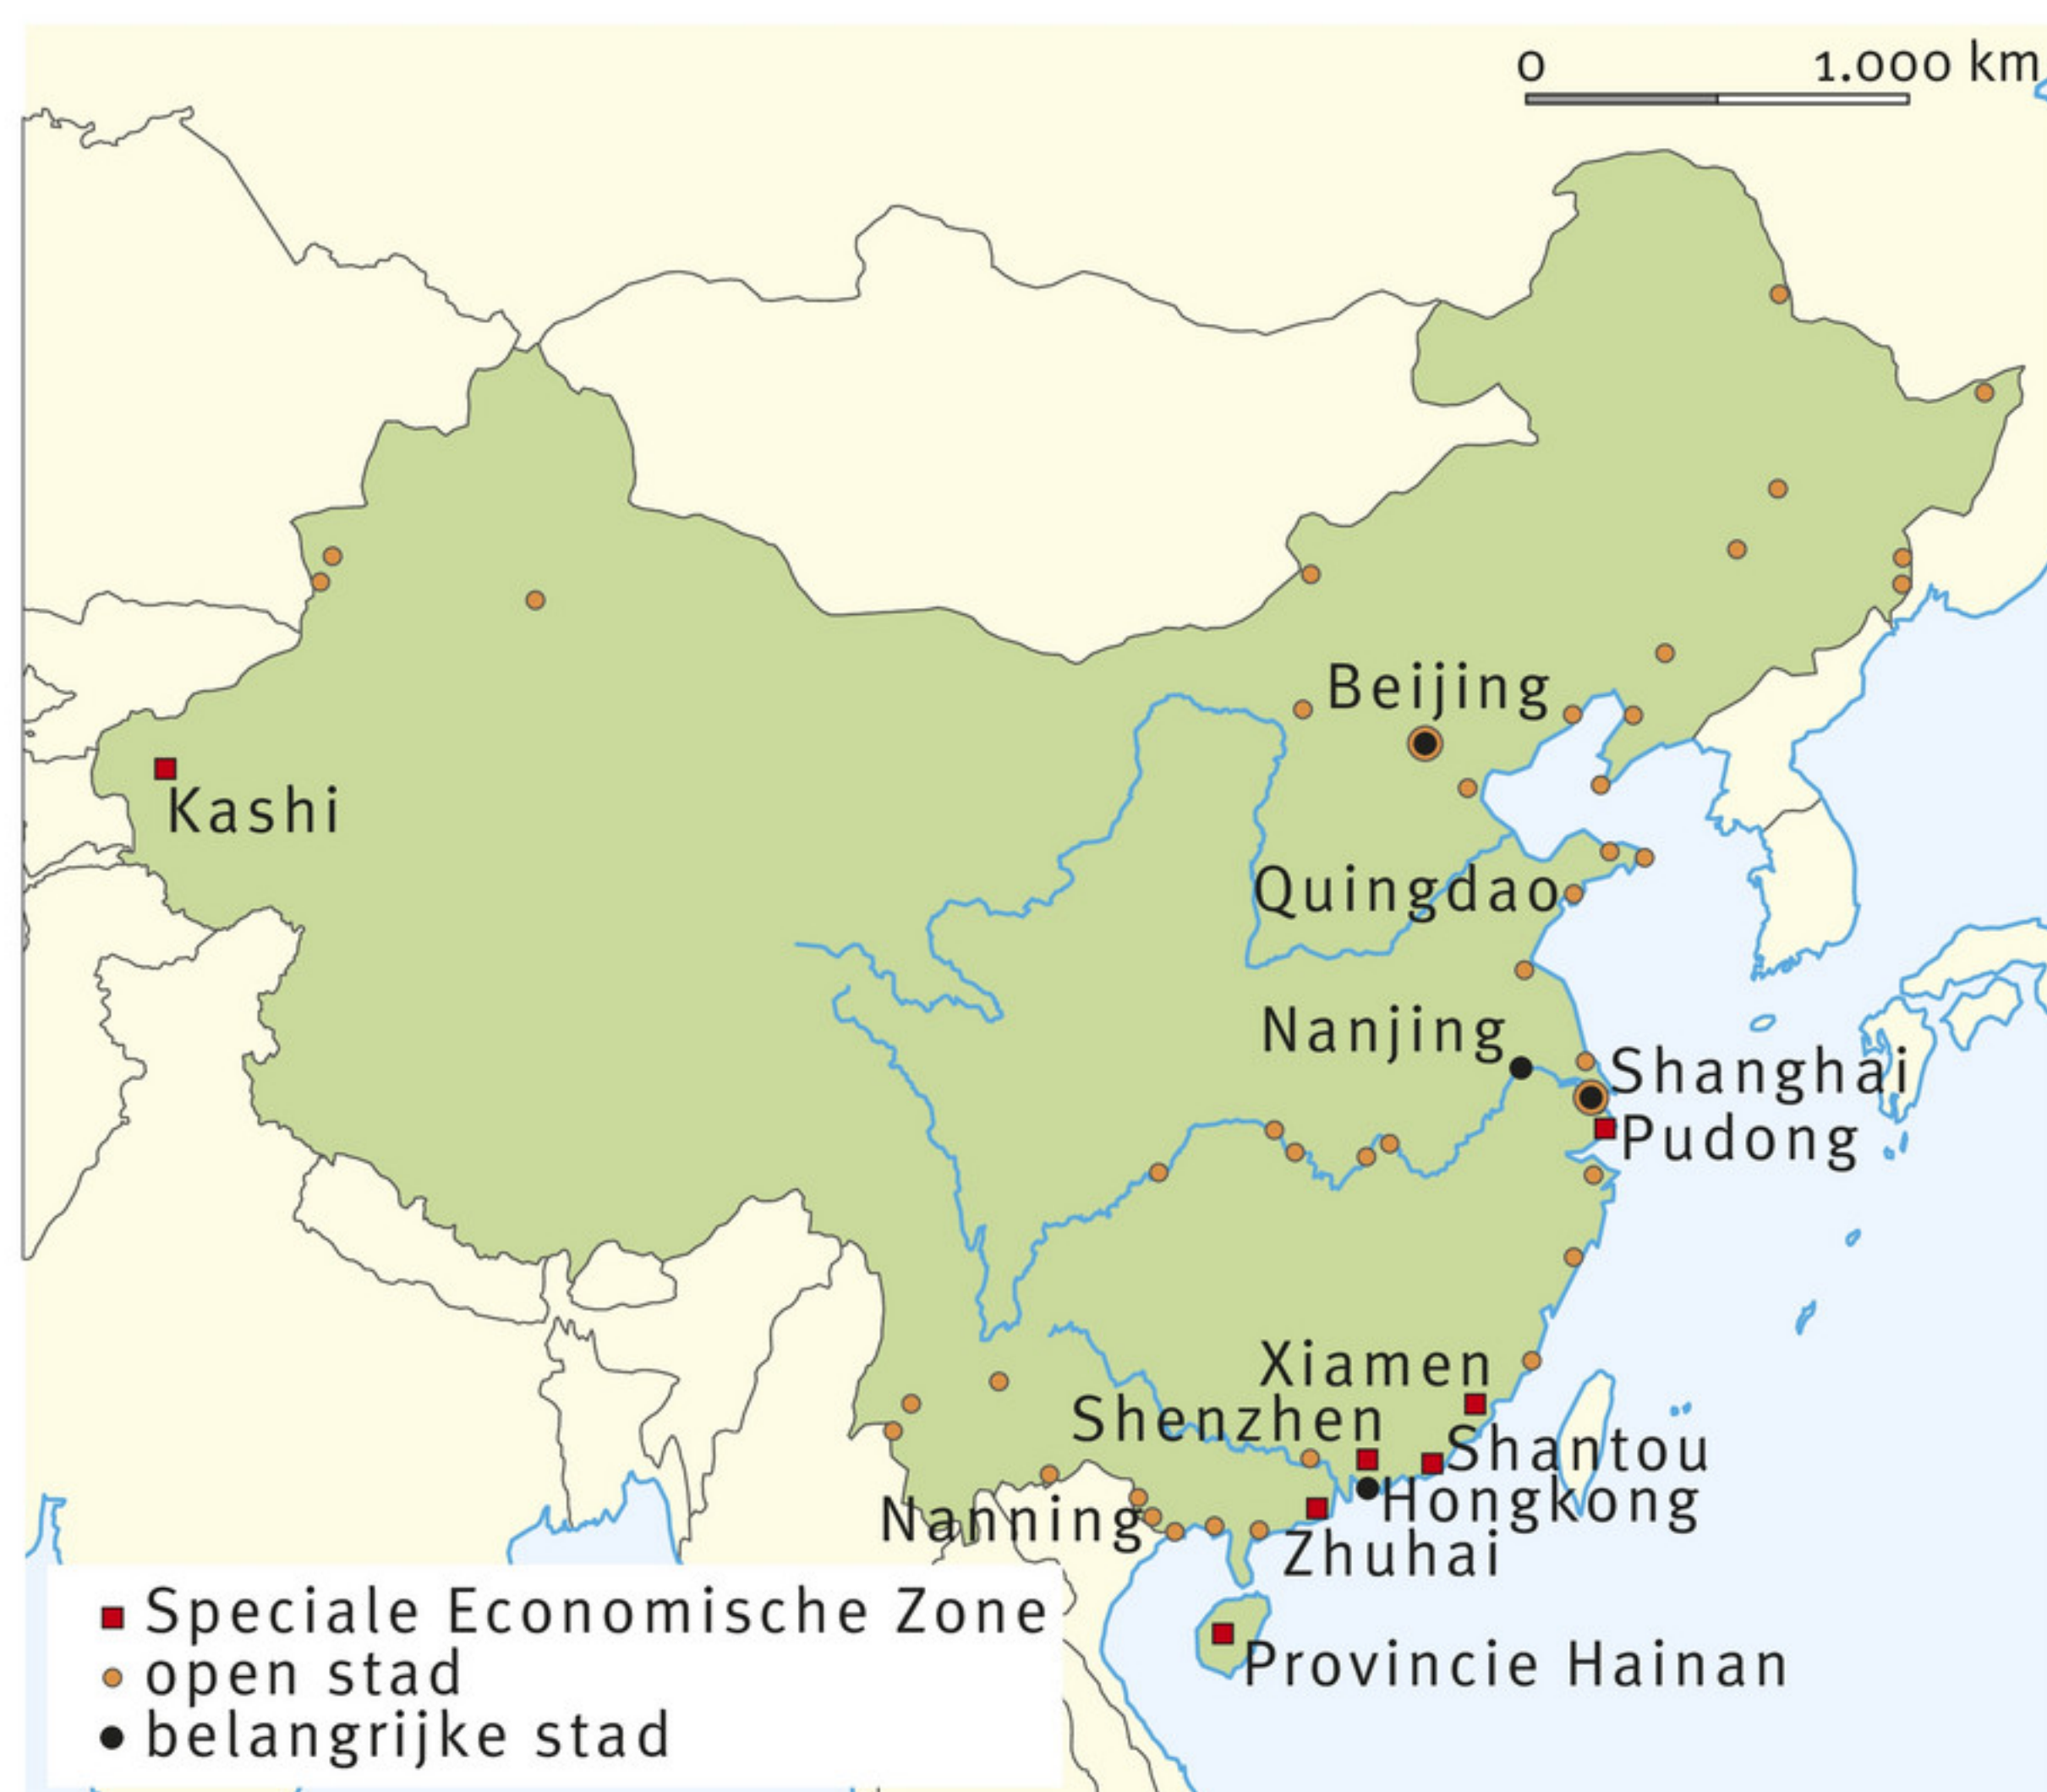 0 1.000 km
Beijing
Kashi
Quingdao
Nanjing
Shanghai
Pudong
Xiamen
Shenzhen
Shantou
Hongkong
Nanning
Zhuhai
Provincie Hainan
Speciale Economische Zone
open stad
belangrijke stad